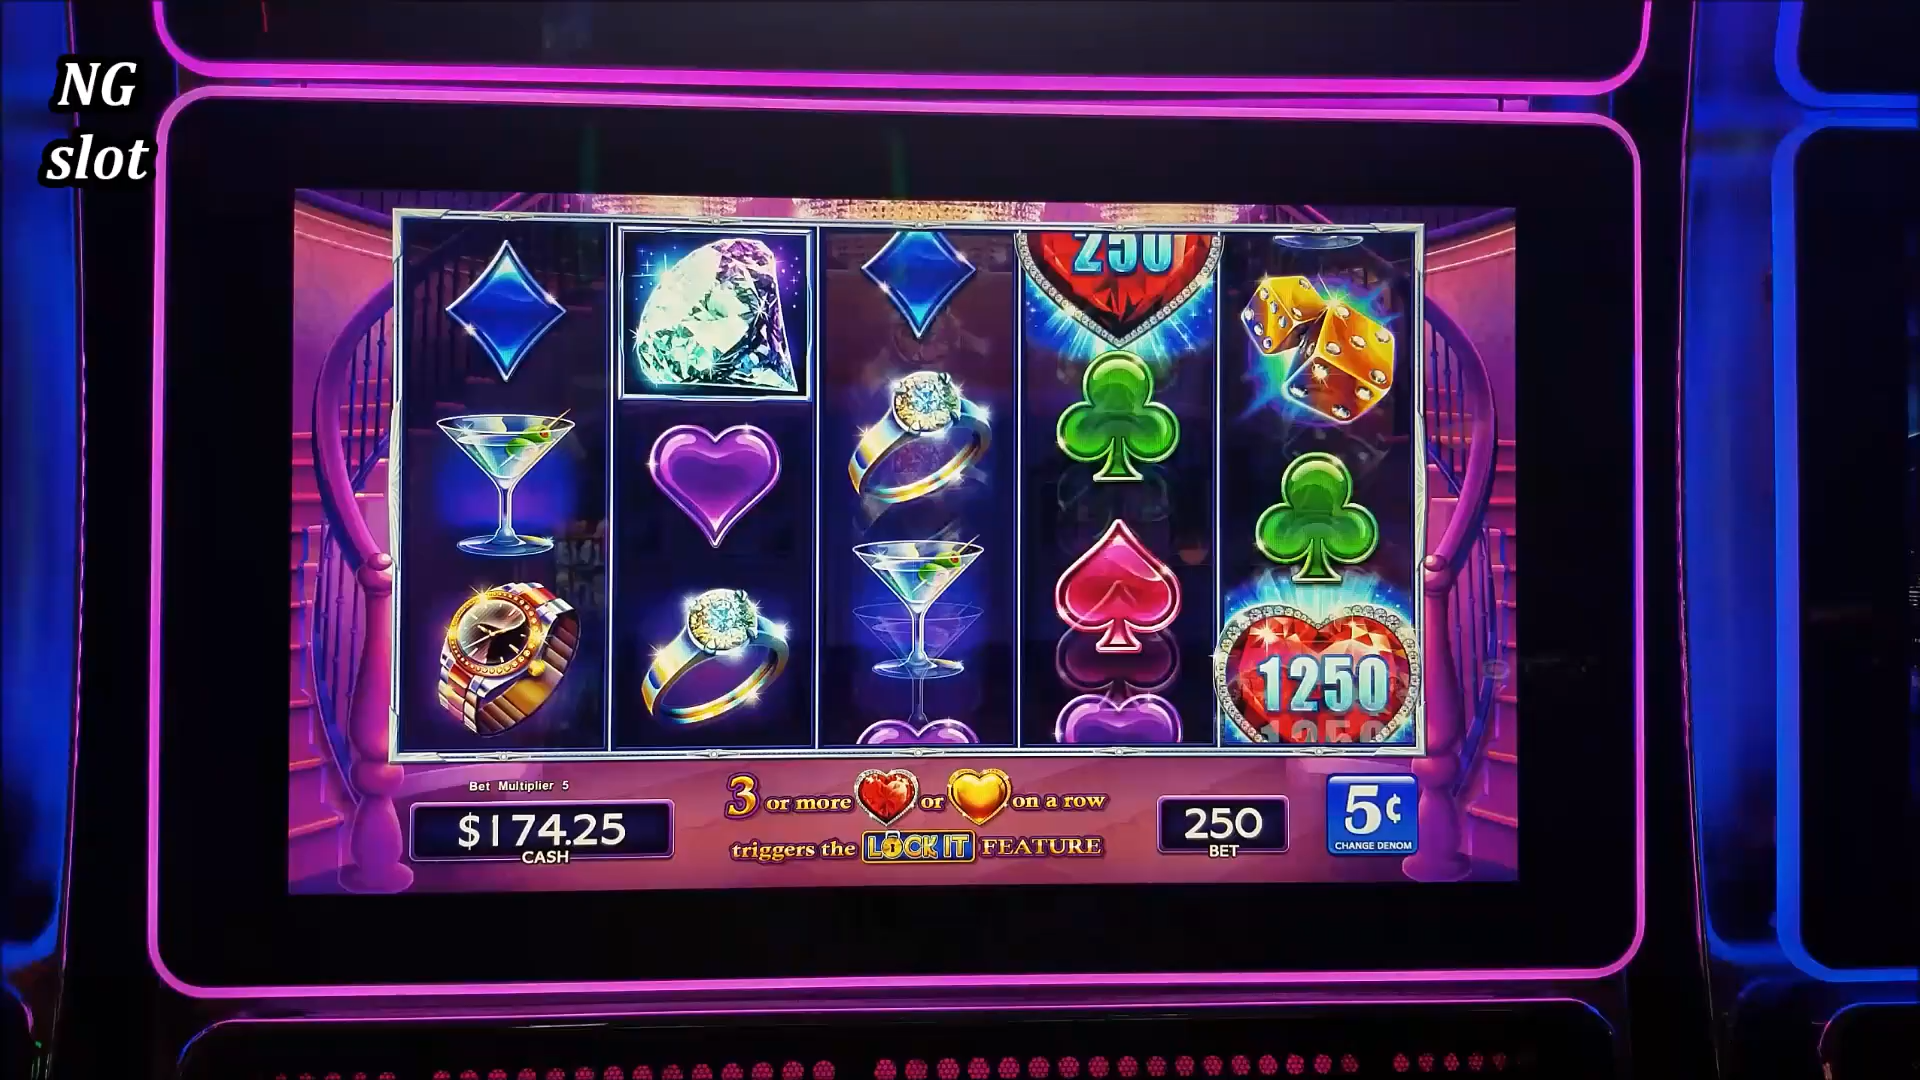 NG
slot
250
1250
Bet Multiplier 5
$174.25
CASH
3 or more or on a row
triggers the LOCK IT FEATURE
250
BET
5¢
CHANGE DENOM